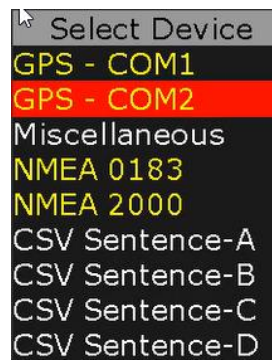 Select Device
GPS - COM1
GPS - COM2
Miscellaneous
NMEA 0183
NMEA 2000
CSV Sentence-A
CSV Sentence-B
CSV Sentence-C
CSV Sentence-D